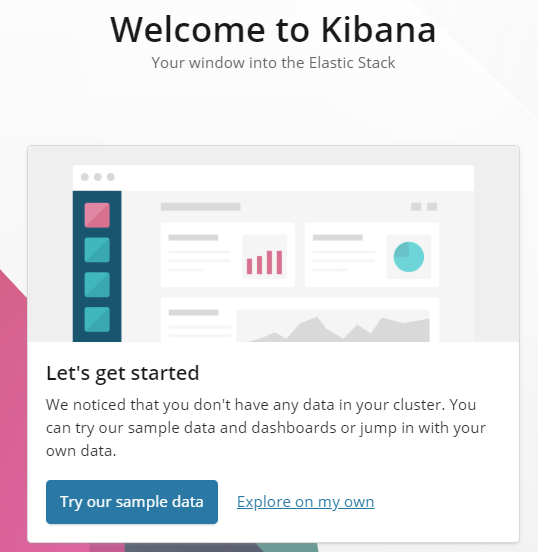 Welcome to Kibana
Your window into the Elastic Stack
Let's get started
We noticed that you don't have any data in your cluster. You
can try our sample data and dashboards or jump in with your
own data.
Try our sample data
Explore on my own